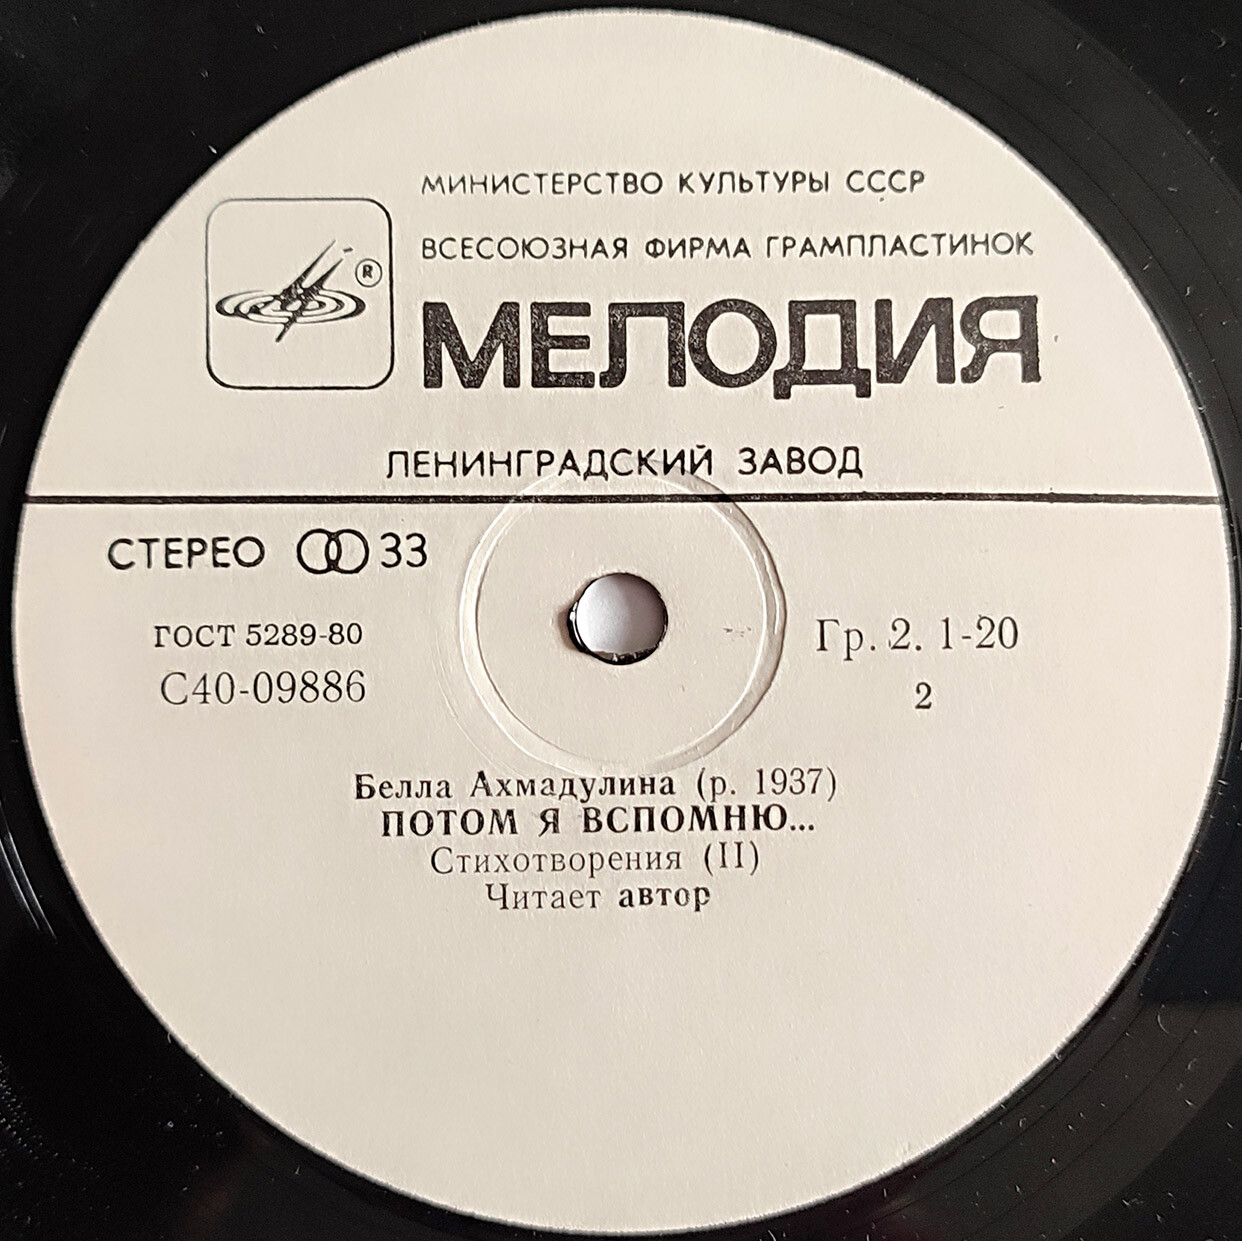 МИНИСТЕРСТВО КУЛЬТУРЫ СССР
ВСЕСОЮЗНАЯ ФИРМА ГРАМПЛАСТИНОК
®
МЕЛОДИЯ
ЛЕНИНГРАДСКИЙ ЗАВОД
СТЕРЕО 33
ГОСТ 5289-80
С40-09886
Гр. 2. 1-20
2
Белла Ахмадулина (р. 1937)
ПОТОМ Я ВСПОМНЮ...
Стихотворения (II)
Читает автор